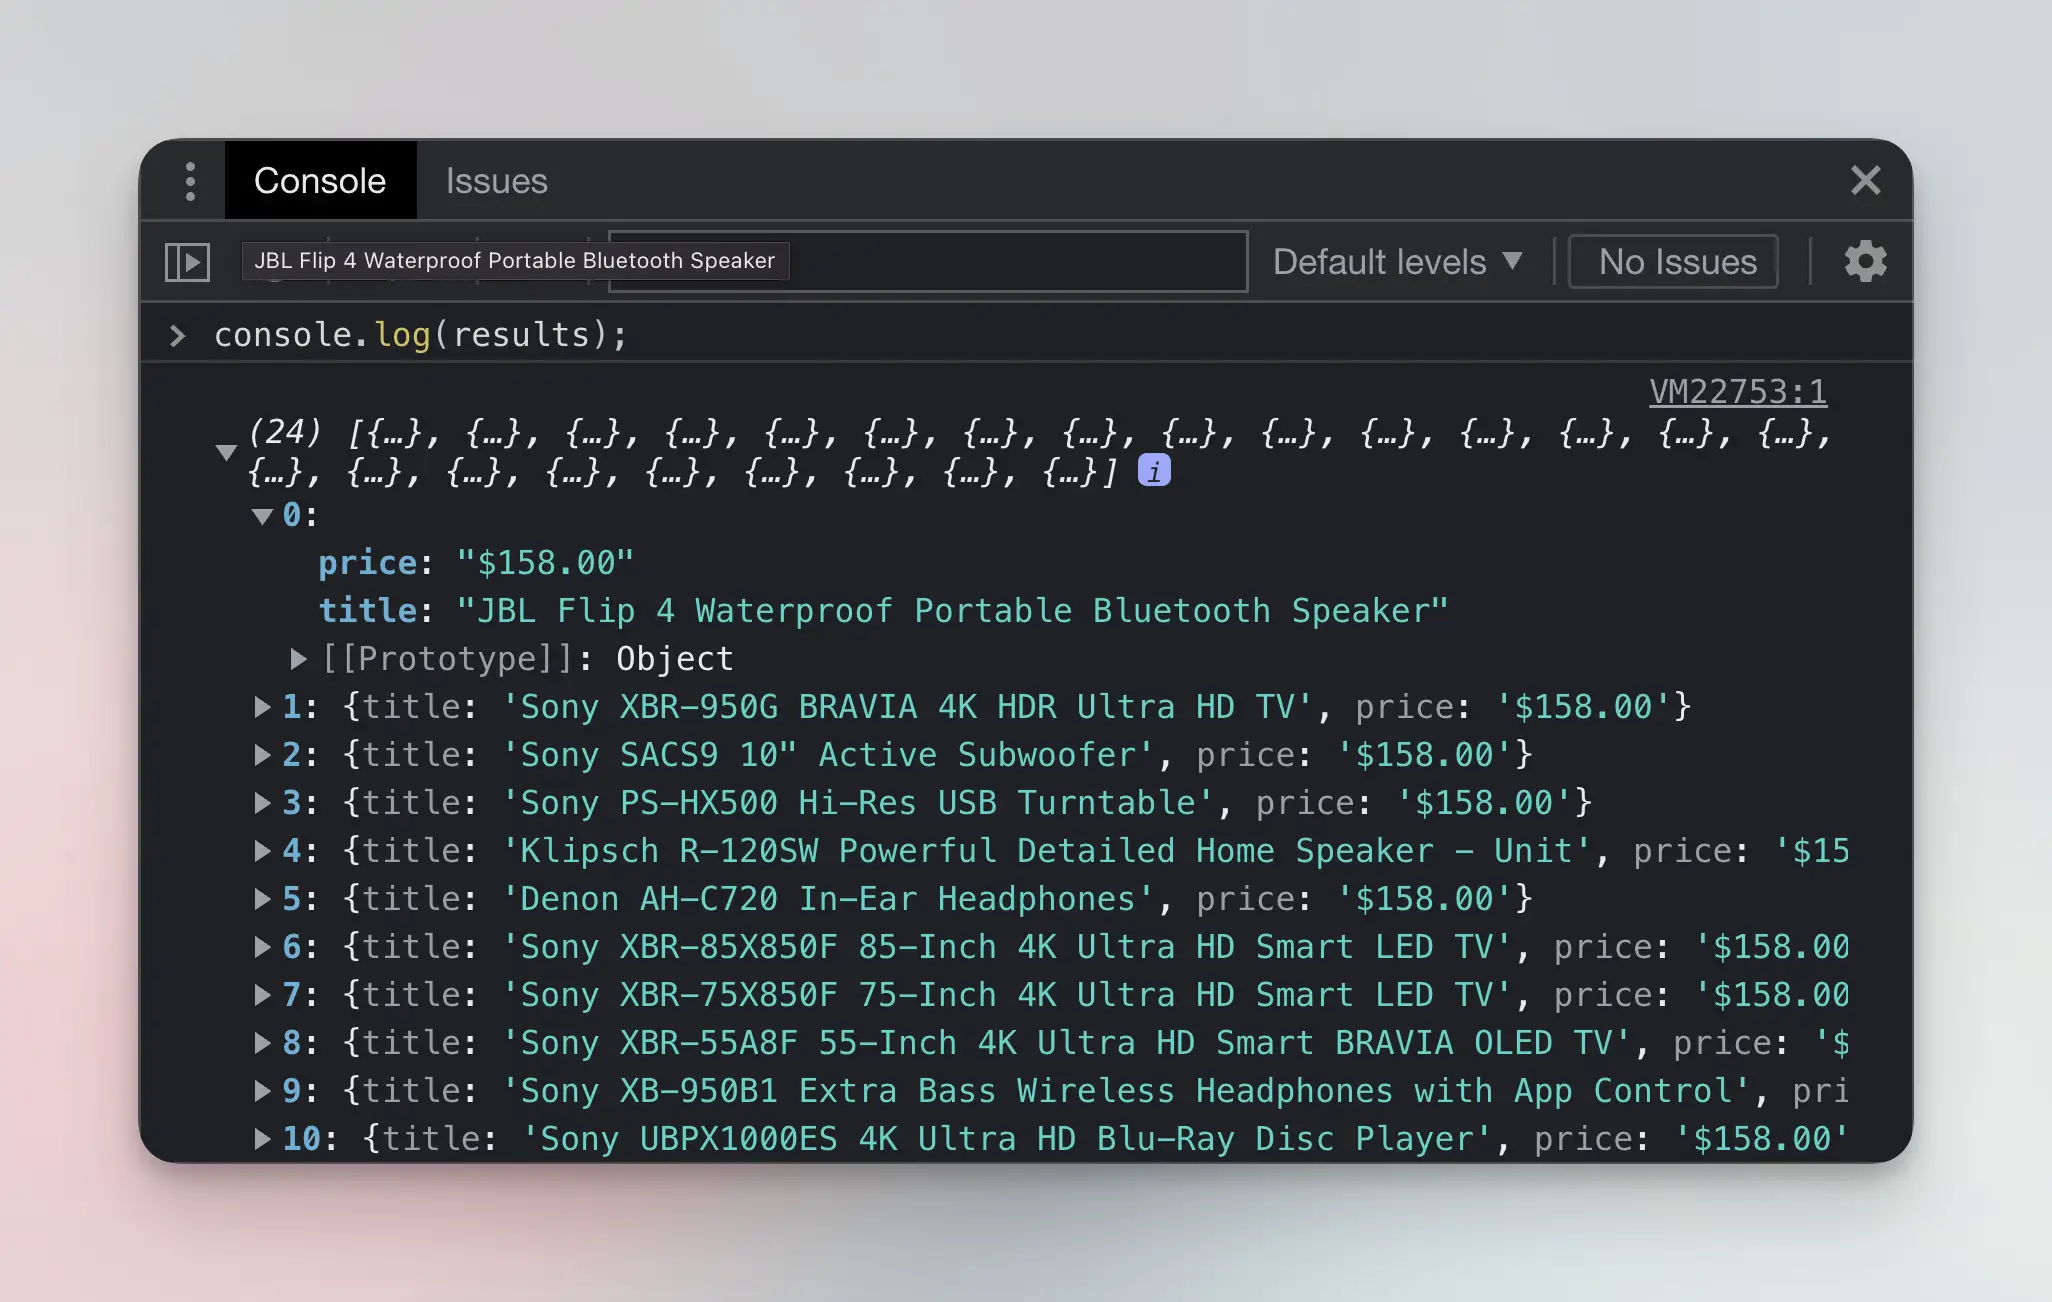 Console Issues
JBL Flip 4 Waterproof Portable Bluetooth Speaker Default levels ▼ No Issues
> console.log(results);
VM22753:1
(24) [{…}, {…}, {…}, {…}, {…}, {…}, {…}, {…}, {…}, {…}, {…}, {…}, {…}, {…}, {…},
{…}, {…}, {…}, {…}, {…}, {…}, {…}, {…}, {…}] i
0:
price: "$158.00"
title: "JBL Flip 4 Waterproof Portable Bluetooth Speaker"
[[Prototype]]: Object
1: {title: 'Sony XBR-950G BRAVIA 4K HDR Ultra HD TV', price: '$158.00'}
2: {title: 'Sony SACS9 10" Active Subwoofer', price: '$158.00'}
3: {title: 'Sony PS-HX500 Hi-Res USB Turntable', price: '$158.00'}
4: {title: 'Klipsch R-120SW Powerful Detailed Home Speaker - Unit', price: '$15
5: {title: 'Denon AH-C720 In-Ear Headphones', price: '$158.00'}
6: {title: 'Sony XBR-85X850F 85-Inch 4K Ultra HD Smart LED TV', price: '$158.00
7: {title: 'Sony XBR-75X850F 75-Inch 4K Ultra HD Smart LED TV', price: '$158.00
8: {title: 'Sony XBR-55A8F 55-Inch 4K Ultra HD Smart BRAVIA OLED TV', price: '$
9: {title: 'Sony XB-950B1 Extra Bass Wireless Headphones with App Control', pri
10: {title: 'Sony UBPX1000ES 4K Ultra HD Blu-Ray Disc Player', price: '$158.00'